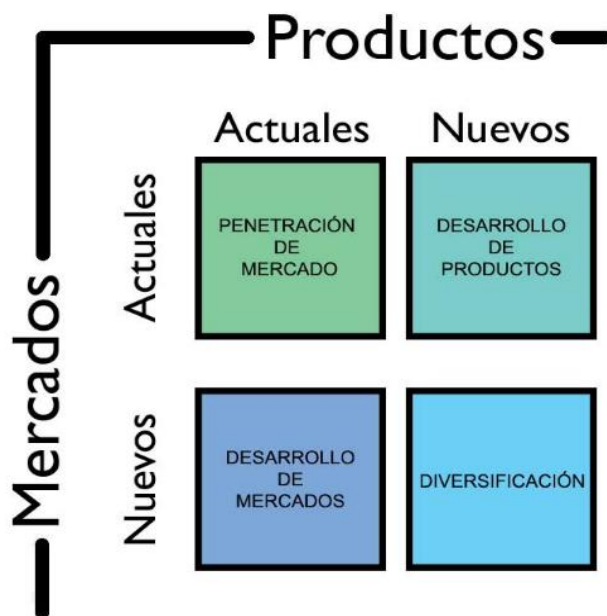 Productos
Actuales
Nuevos
Mercados
Actuales
PENETRACIÓN
DE
MERCADO
DESARROLLO
DE
PRODUCTOS
Nuevos
DESARROLLO
DE
MERCADOS
DIVERSIFICACIÓN